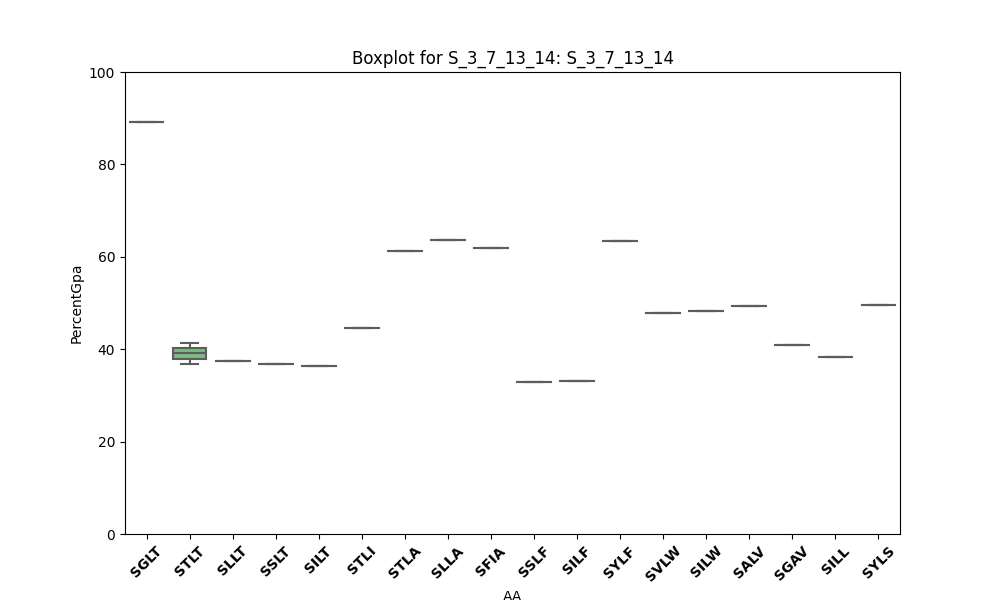 Boxplot for S_3_7_13_14: S_3_7_13_14
100
80
60
40
20
0
PercentGpa
SGLT STLT SLLT SSLT SILT STLI STLA SLLA SFIA SSLF SILF SYLF SVLW SILW SALV SGAV SILL SYLS
AA